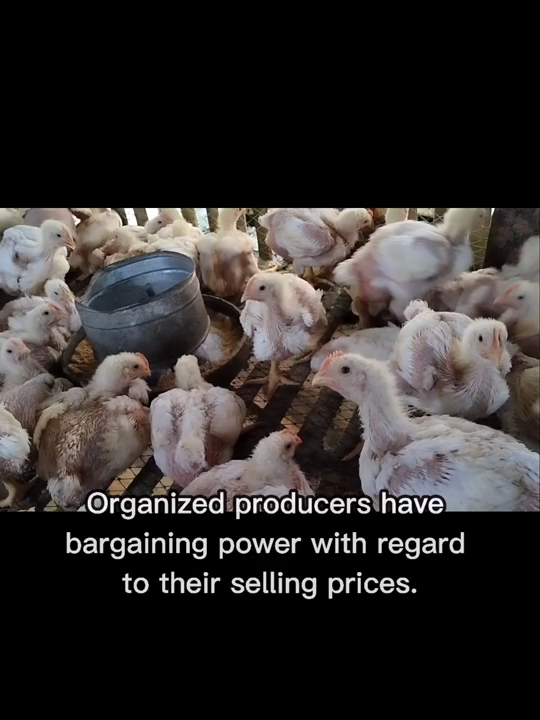 Organized producers have
bargaining power with regard
to their selling prices.